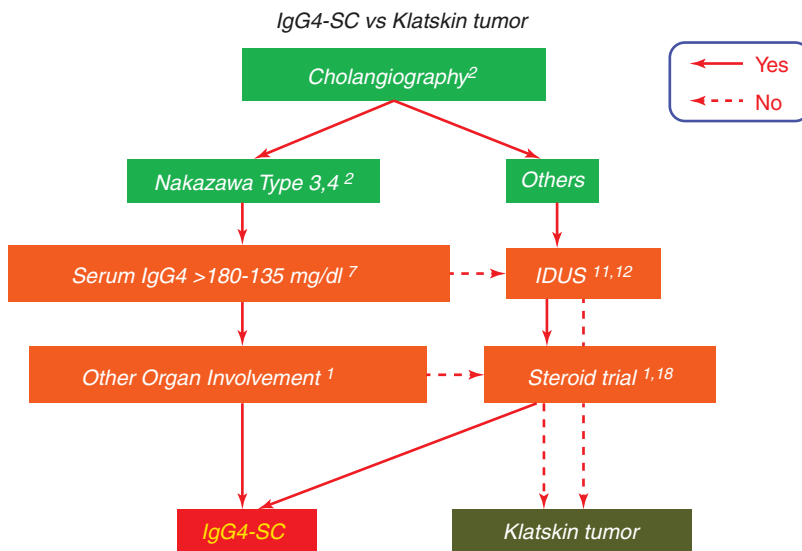 IgG4-SC vs Klatskin tumor
Cholangiography2
Yes
No
Nakazawa Type 3,4 2
Others
Serum IgG4 >180-135 mg/dl 7
IDUS 11,12
Other Organ Involvement 1
Steroid trial 1,18
IgG4-SC
Klatskin tumor